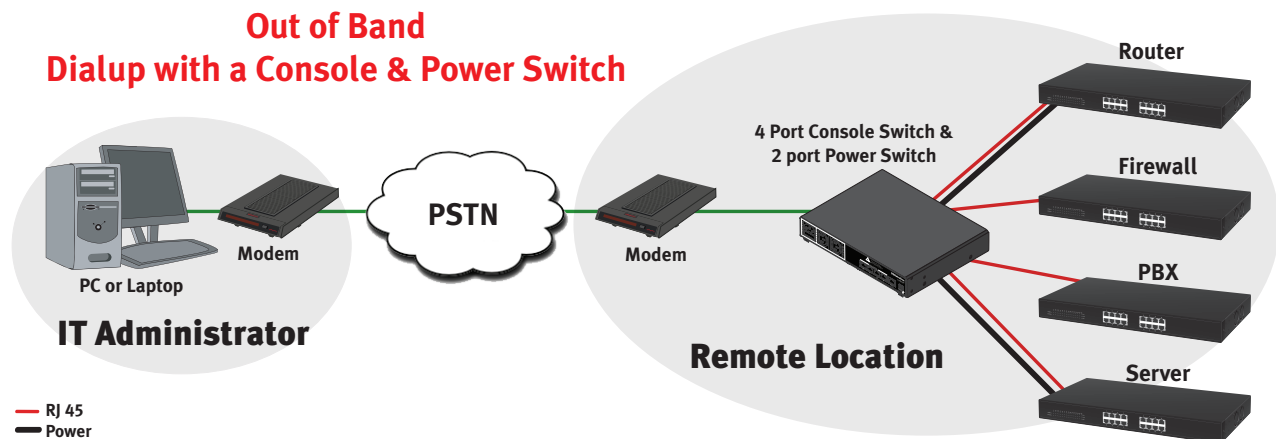 Out of Band
Dialup with a Console & Power Switch
PC or Laptop
Modem
IT Administrator
PSTN
Modem
4 Port Console Switch &
2 port Power Switch
Remote Location
Router
Firewall
PBX
Server
RJ 45
Power